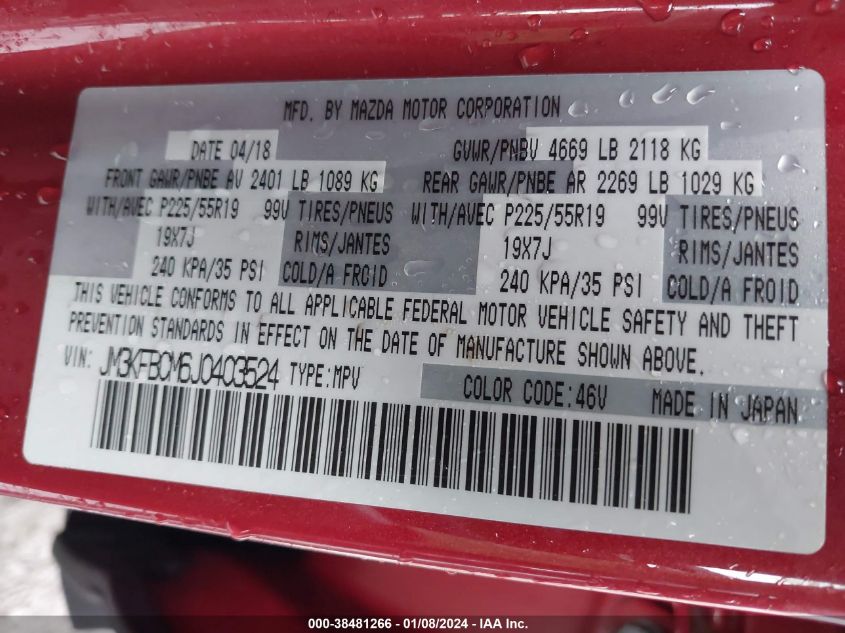 MFD. BY MAZDA MOTOR CORPORATION
DATE 04/18 GVWR/PNBV 4669 LB 2118 KG
FRONT GAWR/PNBE AV 2401 LB 1089 KG REAR GAWR/PNBE AR 2269 LB 1029 KG
WITH/AVEC P225/55R19 99V TIRES/PNEUS WITH/AVEC P225/55R19 99V TIRES/PNEUS
19X7J RIMS/JANTES 19X7J RIMS/JANTES
240 KPA/35 PSI COLD/A FROID 240 KPA/35 PSI COLD/A FROID
THIS VEHICLE CONFORMS TO ALL APPLICABLE FEDERAL MOTOR VEHICLE SAFETY AND THEFT
PREVENTION STANDARDS IN EFFECT ON THE DATE OF MANUFACTURE SHOWN ABOVE.
VIN: JM3KFBCM6J0403524 TYPE:MPV COLOR CODE:46V MADE IN JAPAN
000-38481266 - 01/08/2024 - IAA Inc.